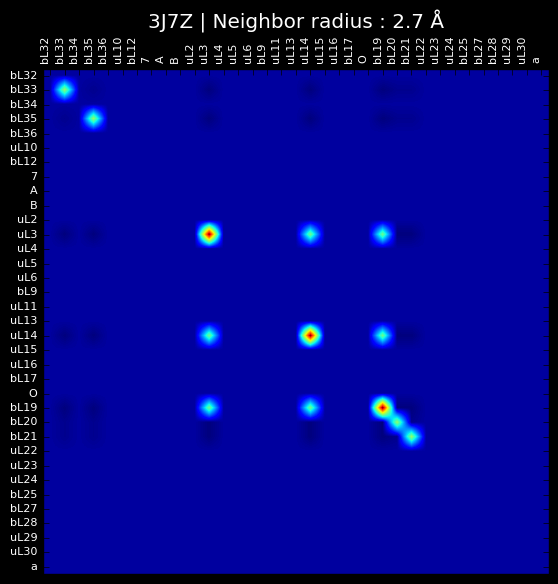 3J7Z | Neighbor radius : 2.7 Å
bL32 bL33 bL34 bL35 bL36 uL10 bL12 7 A B uL2 uL3 uL4 uL5 uL6 bL9 uL11 uL13 uL14 uL15 uL16 bL17 O bL19 bL20 bL21 uL22 uL23 uL24 bL25 bL27 bL28 uL29 uL30 a
bL32
bL33
bL34
bL35
bL36
uL10
bL12
7
A
B
uL2
uL3
uL4
uL5
uL6
bL9
uL11
uL13
uL14
uL15
uL16
bL17
O
bL19
bL20
bL21
uL22
uL23
uL24
bL25
bL27
bL28
uL29
uL30
a